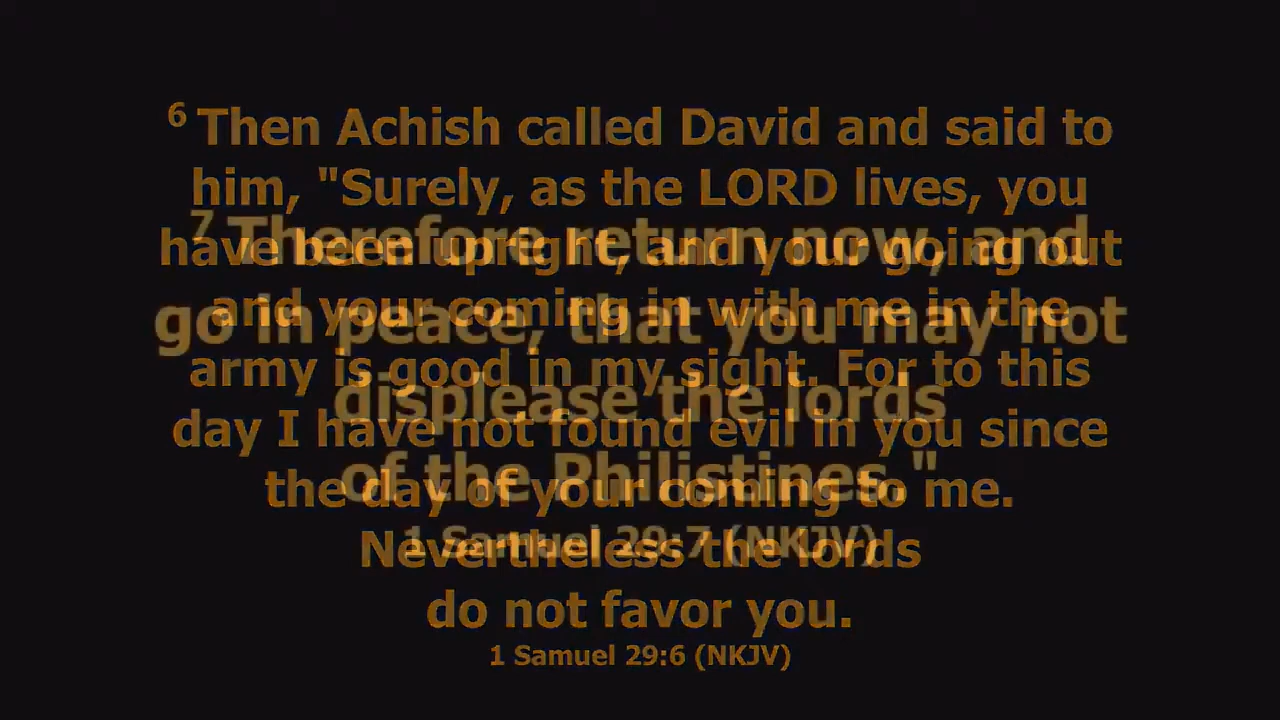 6 Then Achish called David and said to
him, "Surely, as the LORD lives, you
have been upright, and your going out
and your coming in with me in the
army is good in my sight. For to this
day I have not found evil in you since
the day of your coming to me.
Nevertheless the lords
do not favor you.
1 Samuel 29:6 (NKJV)
7 Therefore return now, and
go in peace, that you may not
displease the lords
of the Philistines."
1 Samuel 29:7 (NKJV)